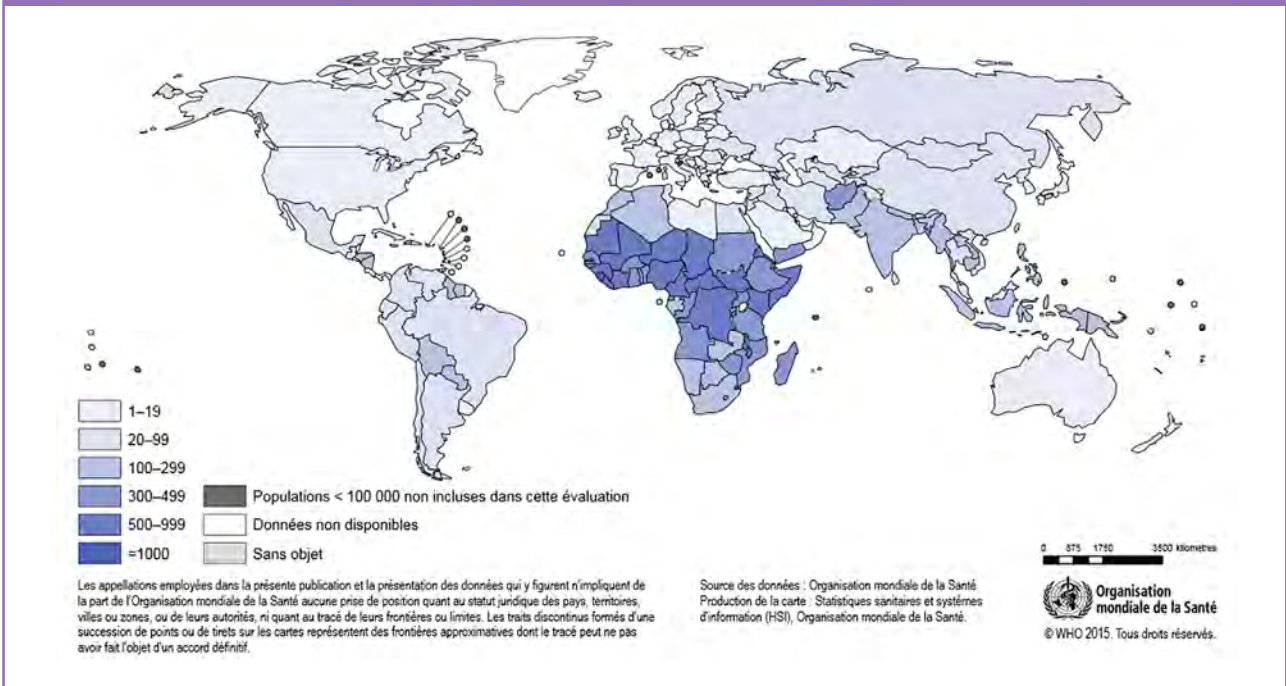 1–19
20–99
100–299
300–499
500–999
=1000
Populations < 100 000 non incluses dans cette évaluation
Données non disponibles
Sans objet
Les appellations employées dans la présente publication et la présentation des données qui y figurent n'impliquent de
la part de l'Organisation mondiale de la Santé aucune prise de position quant au statut juridique des pays, territoires,
villes ou zones, ou de leurs autorités, ni quant au tracé de leurs frontières ou limites. Les traits discontinus formés d'une
succession de points ou de tirets sur les cartes représentent des frontières approximatives dont le tracé peut ne pas
avoir fait l'objet d'un accord définitif.
Source des données : Organisation mondiale de la Santé
Production de la carte : Statistiques sanitaires et systèmes
d'information (HSI), Organisation mondiale de la Santé.
0 875 1750 3500 kilometres
Organisation
mondiale de la Santé
© WHO 2015. Tous droits réservés.